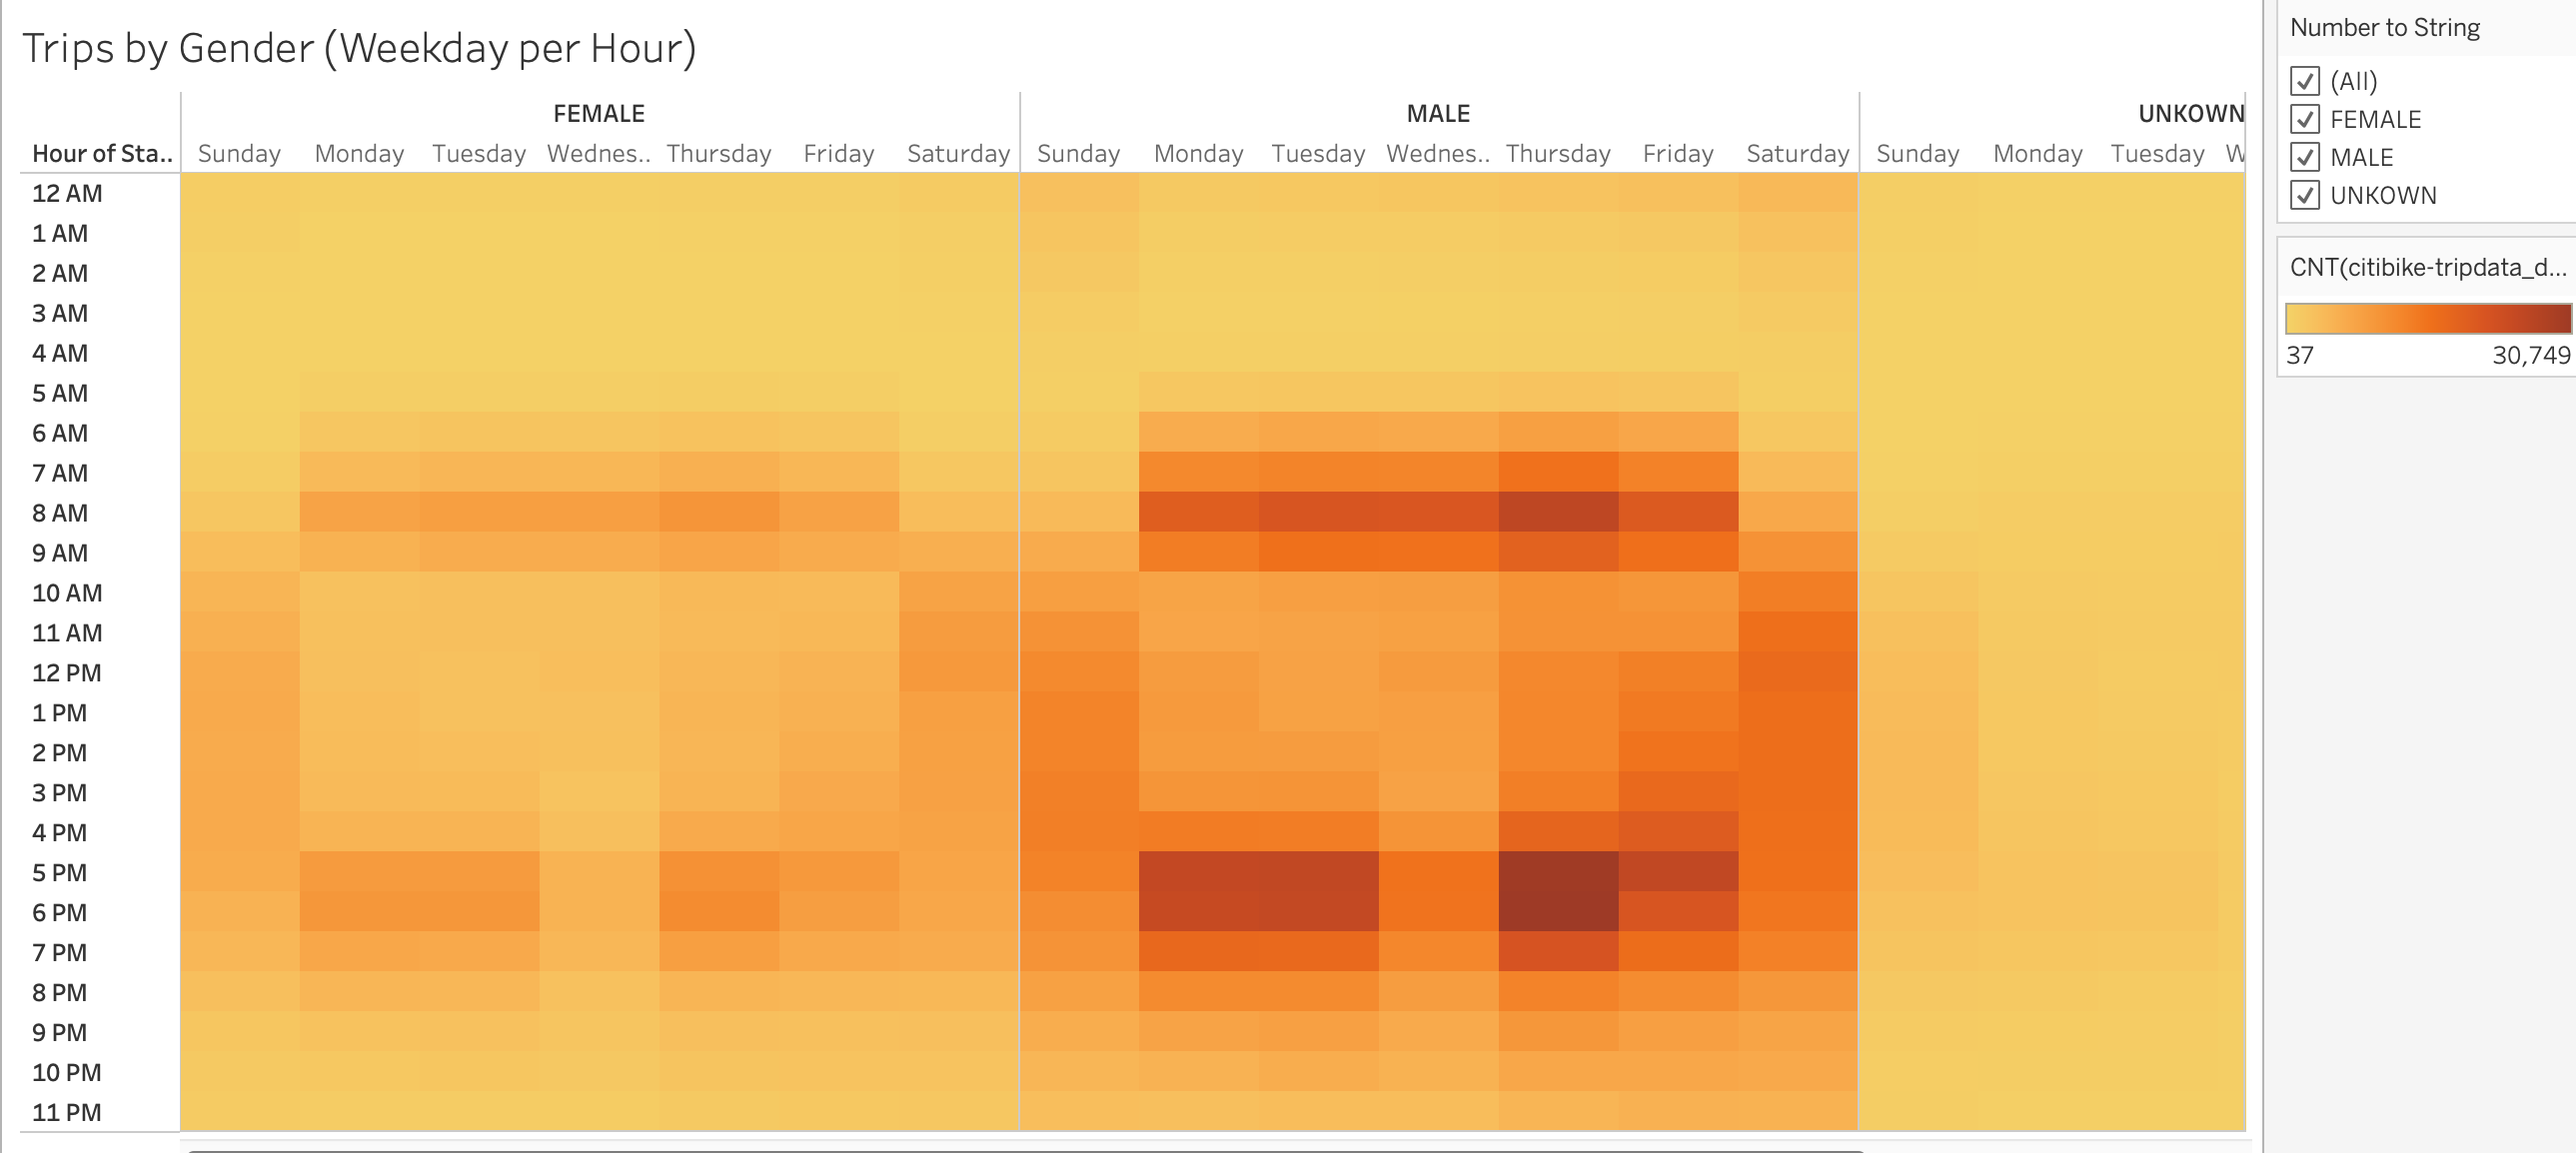 Trips by Gender (Weekday per Hour)
FEMALE MALE UNKOWN
Hour of Sta.. Sunday Monday Tuesday Wednes.. Thursday Friday Saturday Sunday Monday Tuesday Wednes.. Thursday Friday Saturday Sunday Monday Tuesday W
12 AM
1 AM
2 AM
3 AM
4 AM
5 AM
6 AM
7 AM
8 AM
9 AM
10 AM
11 AM
12 PM
1 PM
2 PM
3 PM
4 PM
5 PM
6 PM
7 PM
8 PM
9 PM
10 PM
11 PM
Number to String
(All)
FEMALE
MALE
UNKOWN
CNT(citibike-tripdata_d...
37 30,749